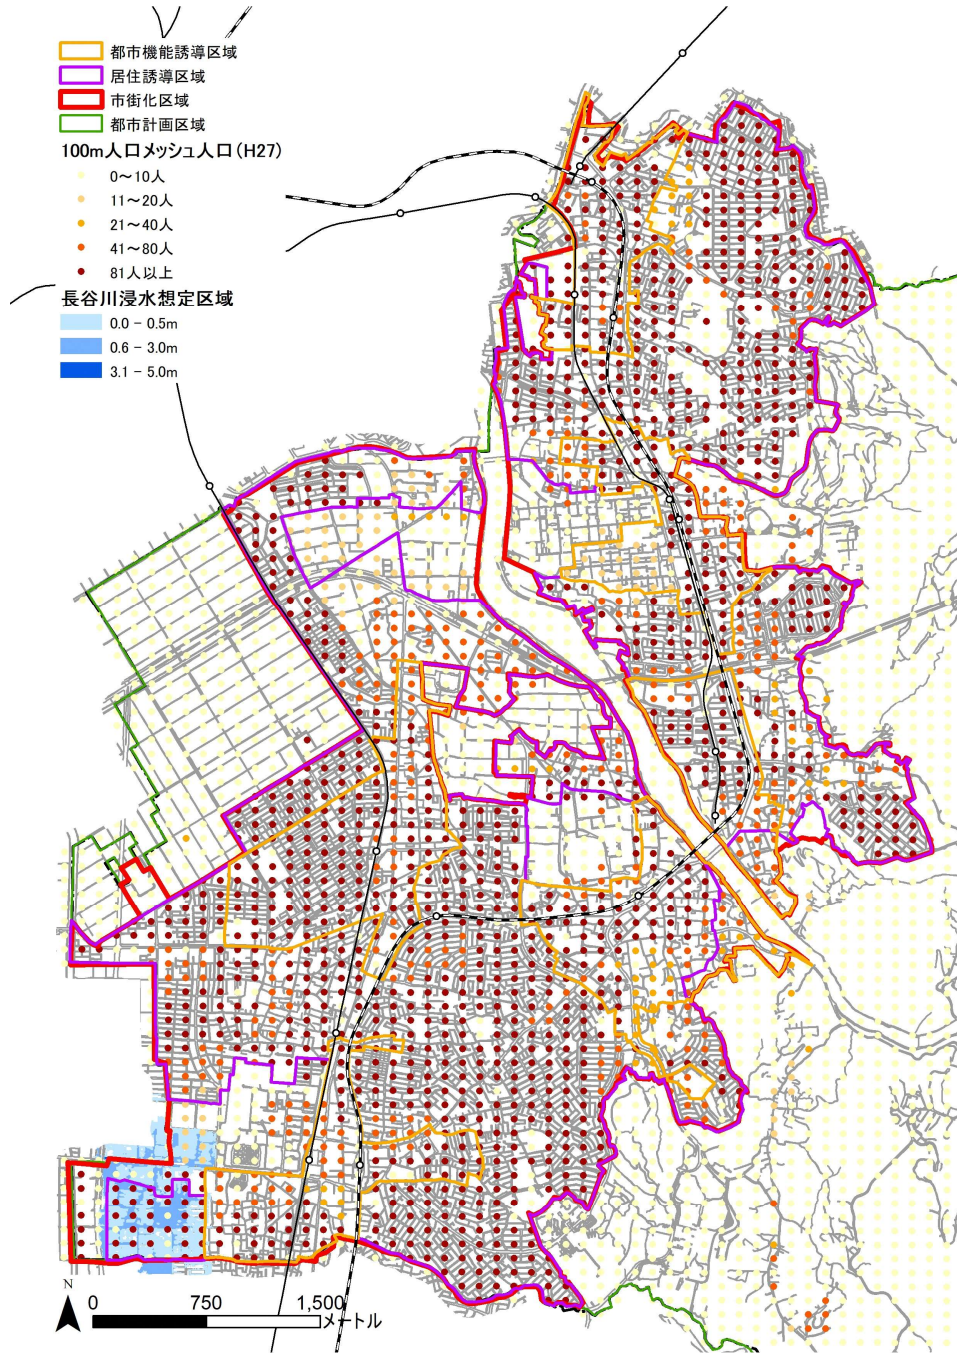 都市機能誘導区域
居住誘導区域
市街化区域
都市計画区域
100m人口メッシュ人口(H27)
0～10人
11～20人
21～40人
41～80人
81人以上
長谷川浸水想定区域
0.0 - 0.5m
0.6 - 3.0m
3.1 - 5.0m
N
0 750 1,500
メートル